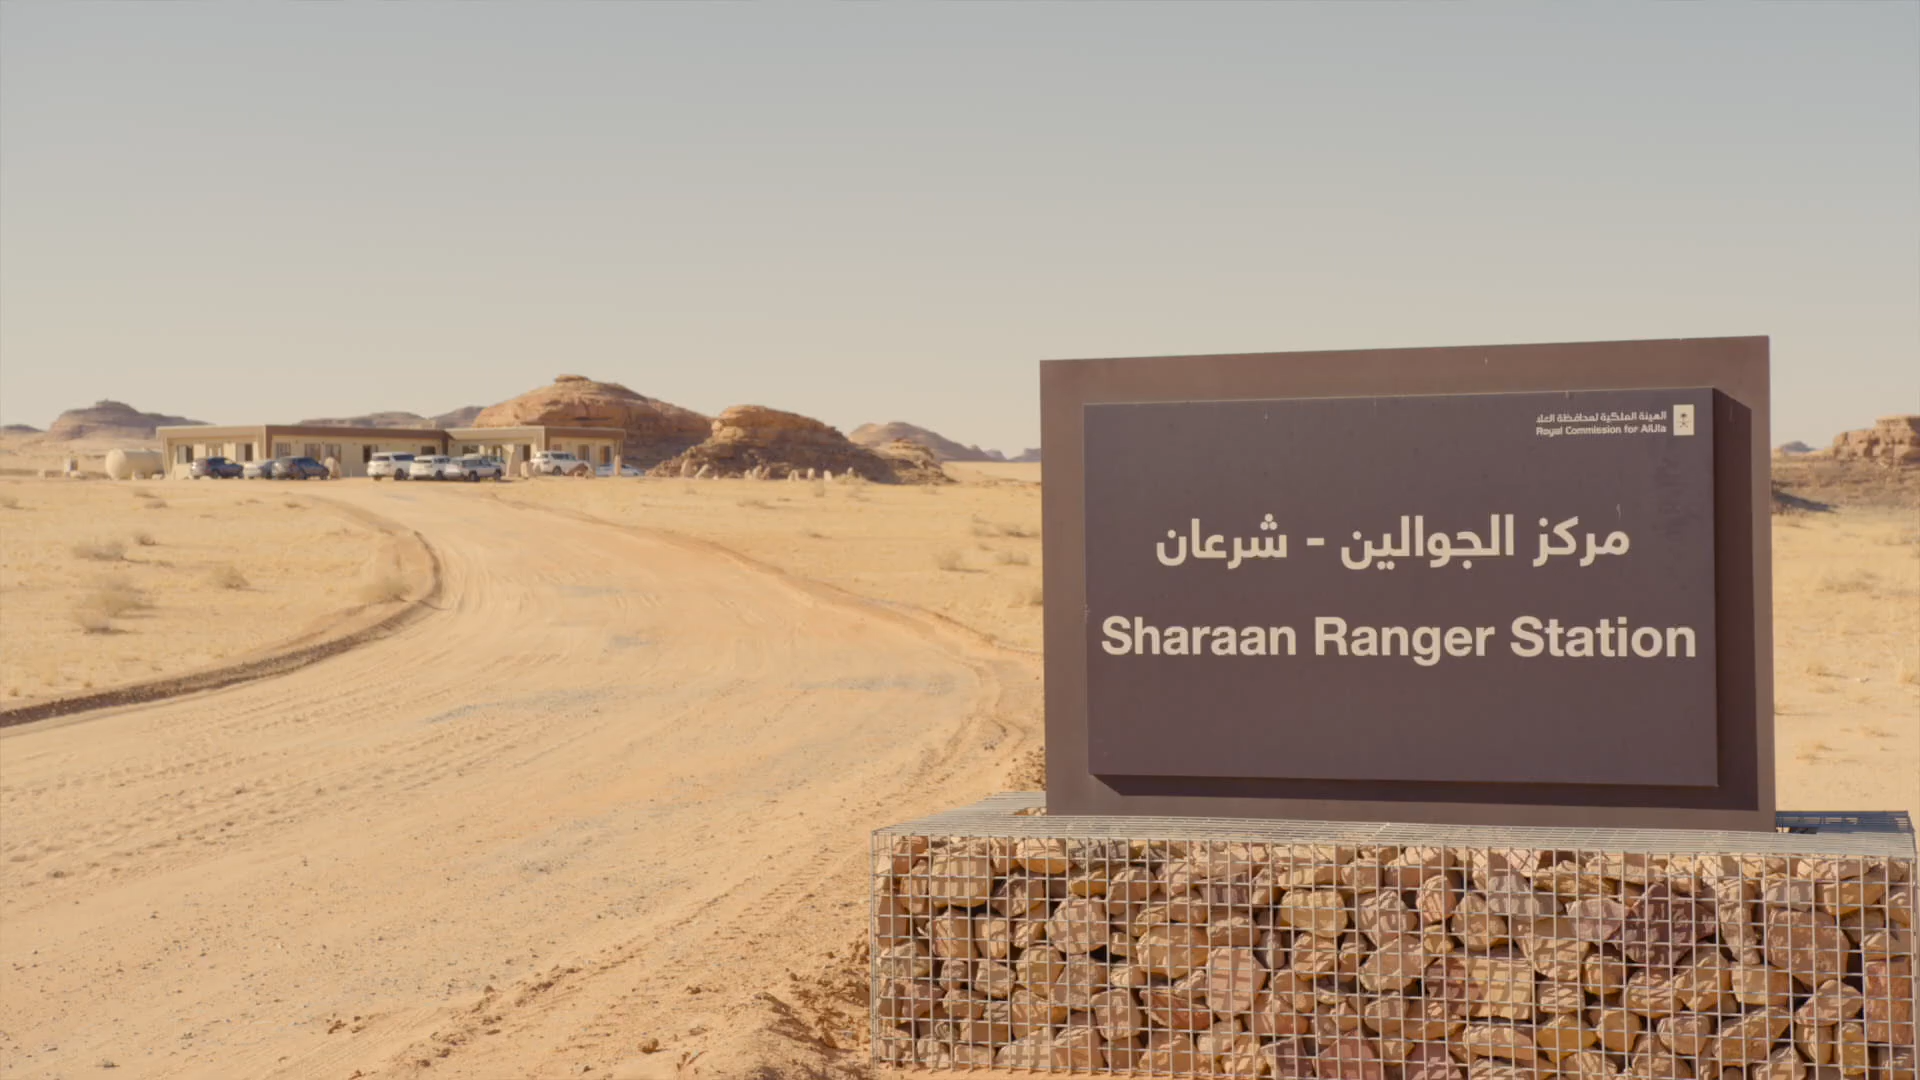 الهيئة الملكية لمحافظة العلا
Royal Commission for AlUla
مركز الجوالين - شرعان
Sharaan Ranger Station